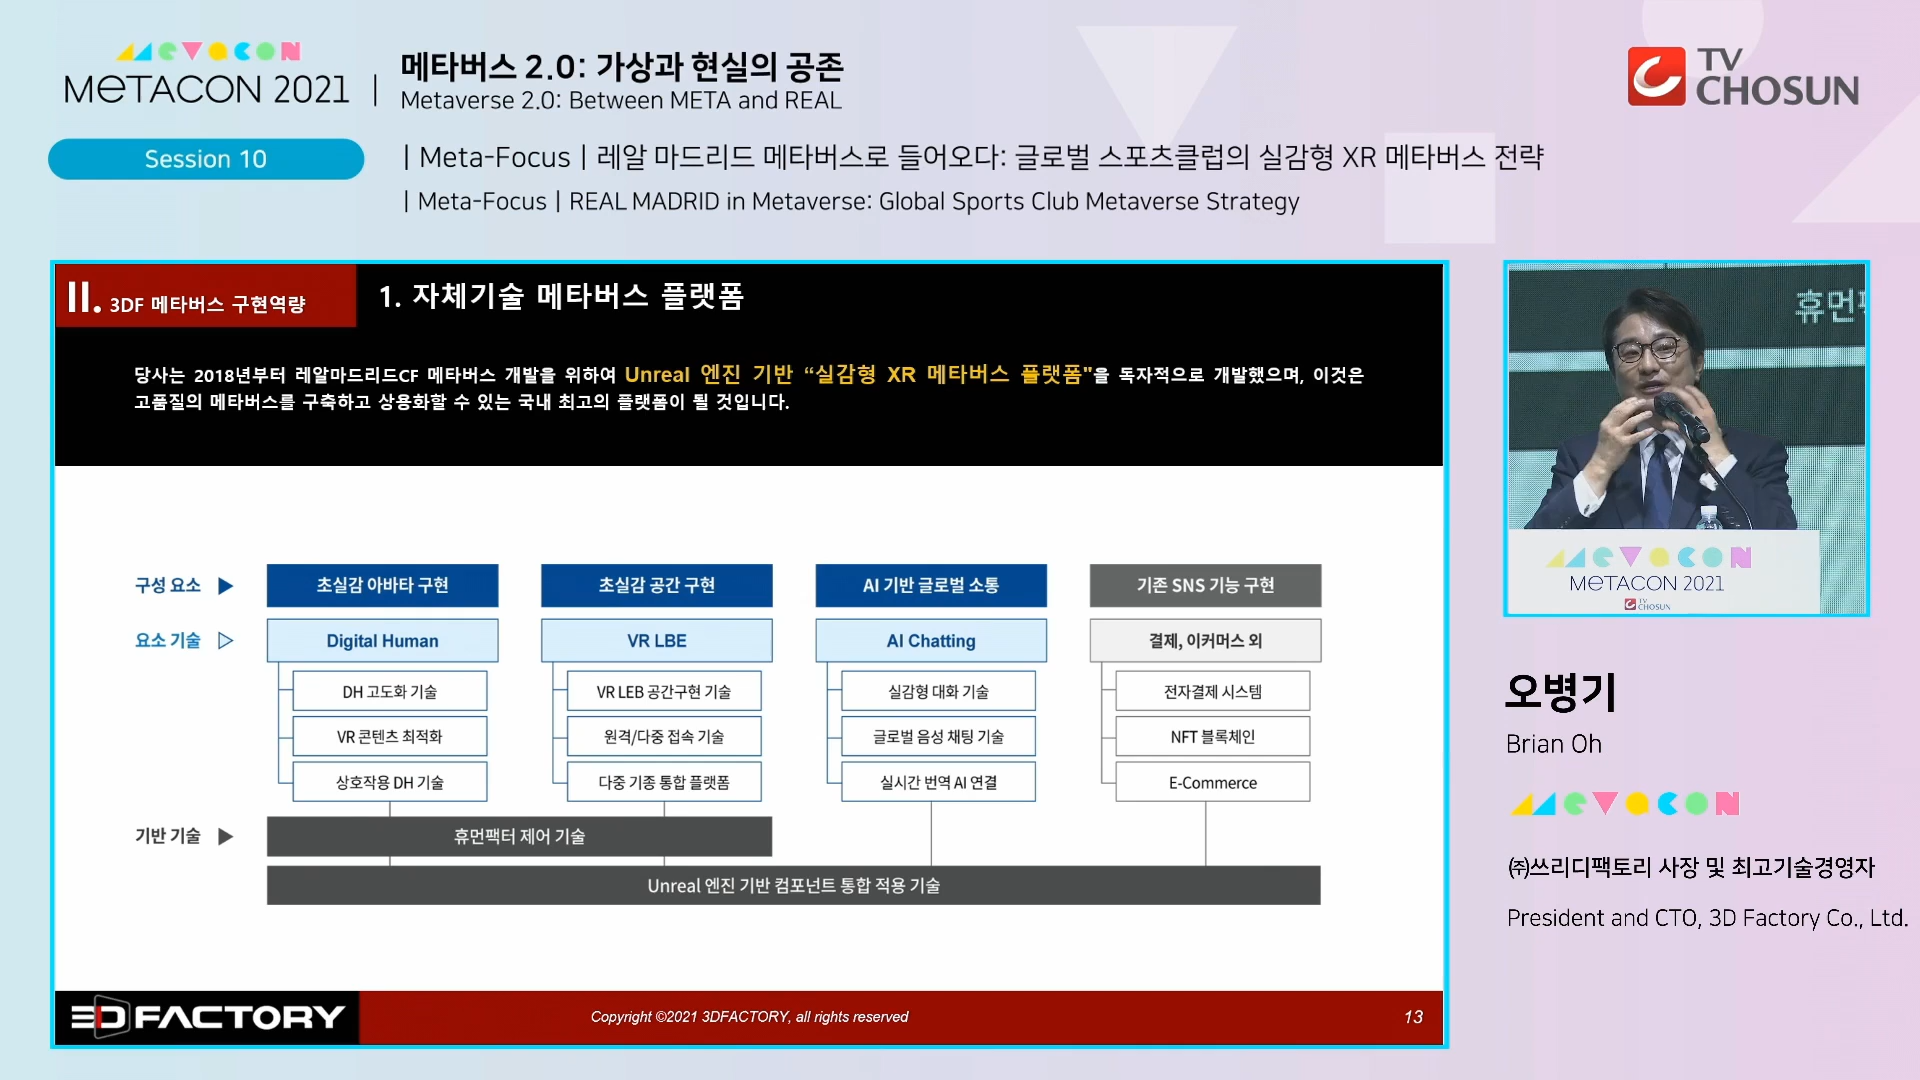 MEVOCON
METACON 2021
메타버스 2.0: 가상과 현실의 공존
Metaverse 2.0: Between META and REAL
TV
CHOSUN
Session 10
| Meta-Focus | 레알 마드리드 메타버스로 들어오다: 글로벌 스포츠클럽의 실감형 XR 메타버스 전략
| Meta-Focus | REAL MADRID in Metaverse: Global Sports Club Metaverse Strategy
II. 3DF 메타버스 구현역량
1. 자체기술 메타버스 플랫폼
당사는 2018년부터 레알마드리드CF 메타버스 개발을 위하여 Unreal 엔진 기반 “실감형 XR 메타버스 플랫폼"을 독자적으로 개발했으며, 이것은
고품질의 메타버스를 구축하고 상용화할 수 있는 국내 최고의 플랫폼이 될 것입니다.
구성 요소 ▶ 초실감 아바타 구현 초실감 공간 구현 AI 기반 글로벌 소통 기존 SNS 기능 구현
요소 기술 ▷ Digital Human VR LBE AI Chatting 결제, 이커머스 외
DH 고도화 기술 VR LEB 공간구현 기술 실감형 대화 기술 전자결제 시스템
VR 콘텐츠 최적화 원격/다중 접속 기술 글로벌 음성 채팅 기술 NFT 블록체인
상호작용 DH 기술 다중 기종 통합 플랫폼 실시간 번역 AI 연결 E-Commerce
기반 기술 ▶ 휴먼팩터 제어 기술
Unreal 엔진 기반 컴포넌트 통합 적용 기술
3DFACTORY
Copyright ©2021 3DFACTORY, all rights reserved
13
휴먼
MEVOCON
METACON 2021
TV
CHOSUN
오병기
Brian Oh
MEVOCON
㈜쓰리디팩토리 사장 및 최고기술경영자
President and CTO, 3D Factory Co., Ltd.